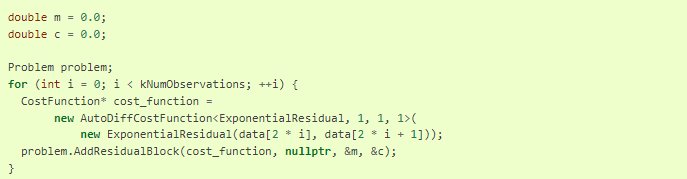 double m = 0.0;
double c = 0.0;
Problem problem;
for (int i = 0; i < kNumObservations; ++i) {
CostFunction* cost_function =
new AutoDiffCostFunction<ExponentialResidual, 1, 1, 1>(
new ExponentialResidual(data[2 * i], data[2 * i + 1]));
problem.AddResidualBlock(cost_function, nullptr, &m, &c);
}